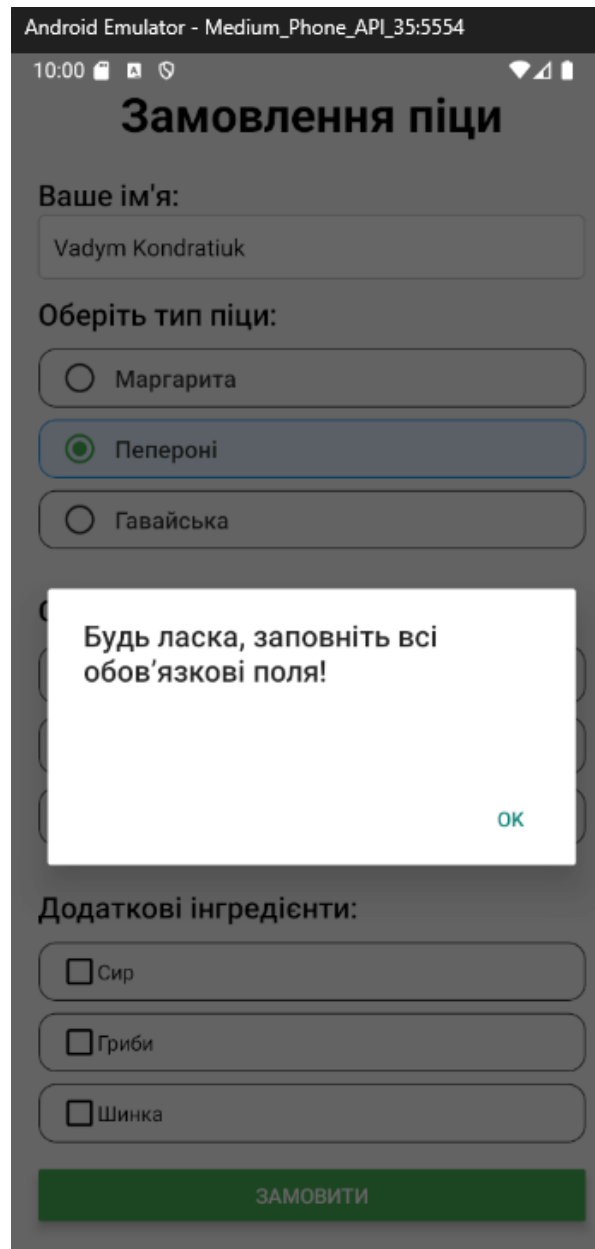 Android Emulator - Medium_Phone_API_35:5554
10:00
Замовлення піци
Ваше ім'я:
Vadym Kondratiuk
Оберіть тип піци:
Маргарита
Пепероні
Гавайська
Будь ласка, заповніть всі
обов’язкові поля!
OK
Додаткові інгредієнти:
Сир
Гриби
Шинка
ЗАМОВИТИ